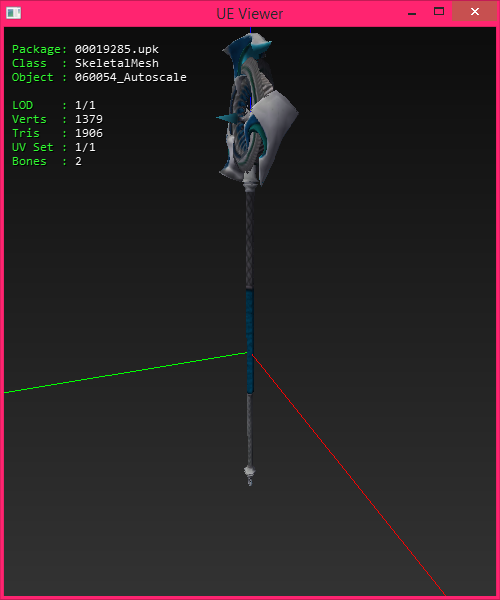 UE Viewer
Package: 00019285.upk
Class  : SkeletalMesh
Object : 060054_Autoscale
LOD    : 1/1
Verts  : 1379
Tris   : 1906
UV Set : 1/1
Bones  : 2